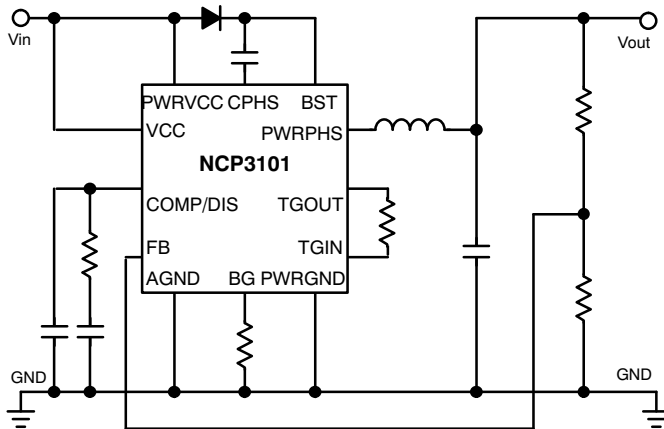 Vin
Vout
PWRVCC CPHS BST
VCC
PWRPHS
NCP3101
COMP/DIS
TGOUT
FB
TGIN
AGND BG PWRGND
GND
GND